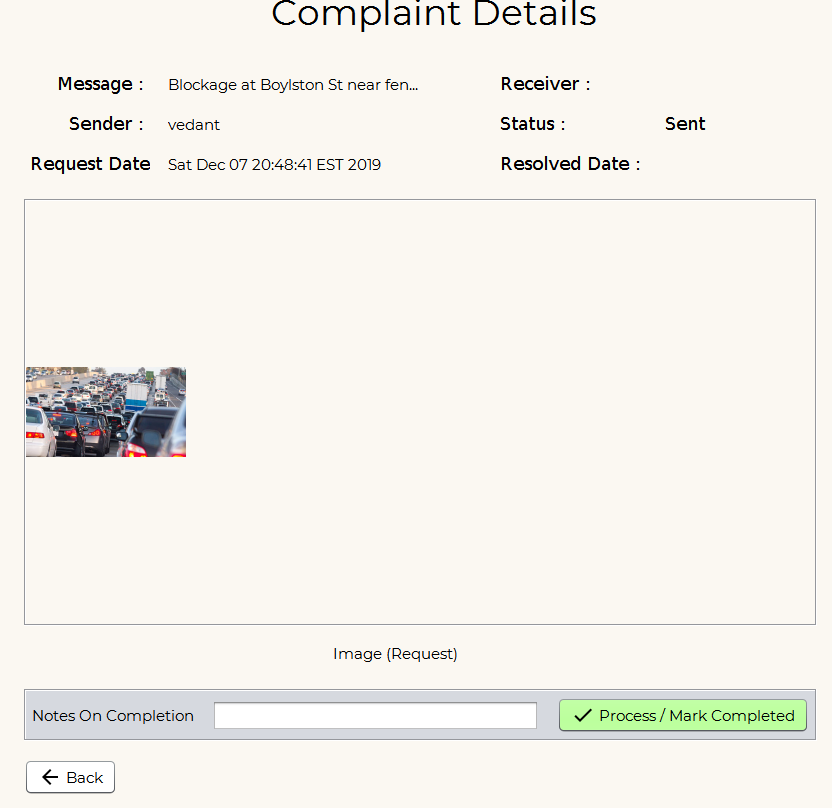 Complaint Details
Message : Blockage at Boylston St near fen... Receiver :
Sender : vedant Status : Sent
Request Date Sat Dec 07 20:48:41 EST 2019 Resolved Date :
Image (Request)
Notes On Completion Process / Mark Completed
Back